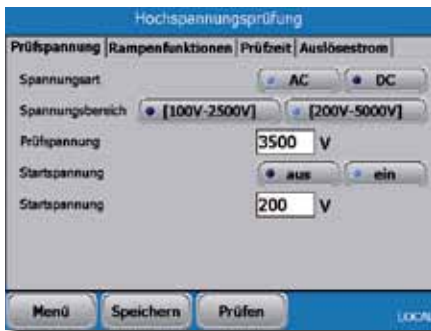 Hochspannungsprüfung
Prüfspannung Rampenfunktionen Prüfzeit Auslösestrom
Spannungsart AC DC
Spannungsbereich [100V-2500V] [200V-5000V]
Prüfspannung 3500 V
Startspannung aus ein
Startspannung 200 V
Menü Speichern Prüfen LOCAL